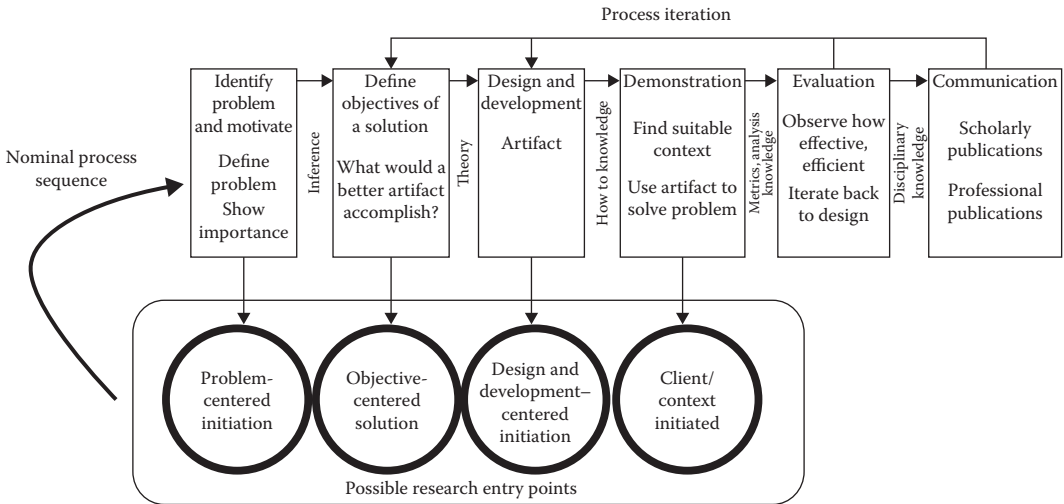 Process iteration
Nominal process
sequence
Identify
problem
and motivate
Define
problem
Show
importance
Inference
Define
objectives of
a solution
What would a
better artifact
accomplish?
Theory
Design and
development
Artifact
How to knowledge
Demonstration
Find suitable
context
Use artifact to
solve problem
Metrics, analysis
knowledge
Evaluation
Observe how
effective,
efficient
Iterate back
to design
Disciplinary
knowledge
Communication
Scholarly
publications
Professional
publications
Problem-
centered
initiation
Objective-
centered
solution
Design and
development–
centered
initiation
Client/
context
initiated
Possible research entry points